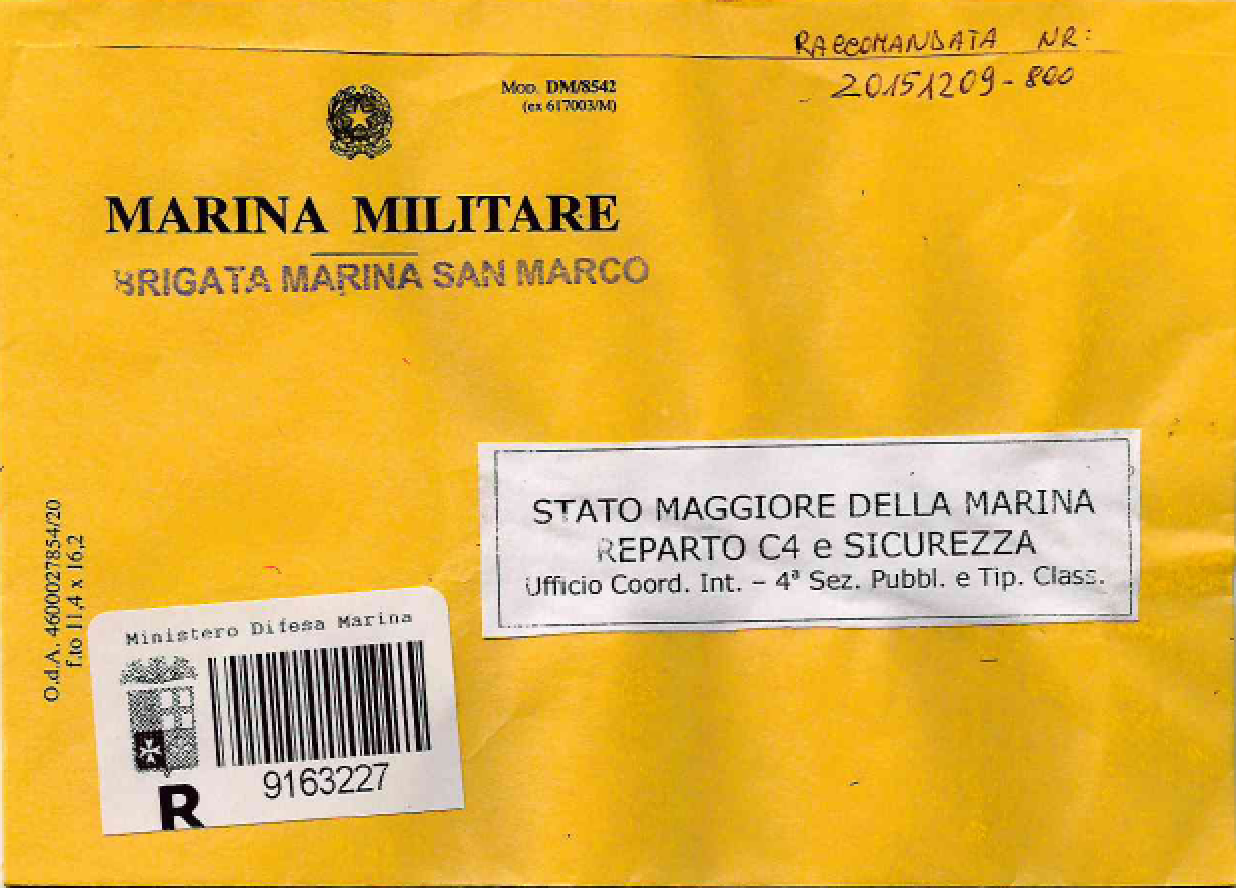 RACCOMANDATA NR:
20151209-800
Mod. DM/8542
(ex 617003/M)
MARINA MILITARE
BRIGATA MARINA SAN MARCO
STATO MAGGIORE DELLA MARINA
REPARTO C4 e SICUREZZA
Ufficio Coord. Int. – 4ª Sez. Pubbl. e Tip. Class.
O.d.A. 4600027854/20
f.to 11,4 x 16,2
Ministero Difesa Marina
9163227
R